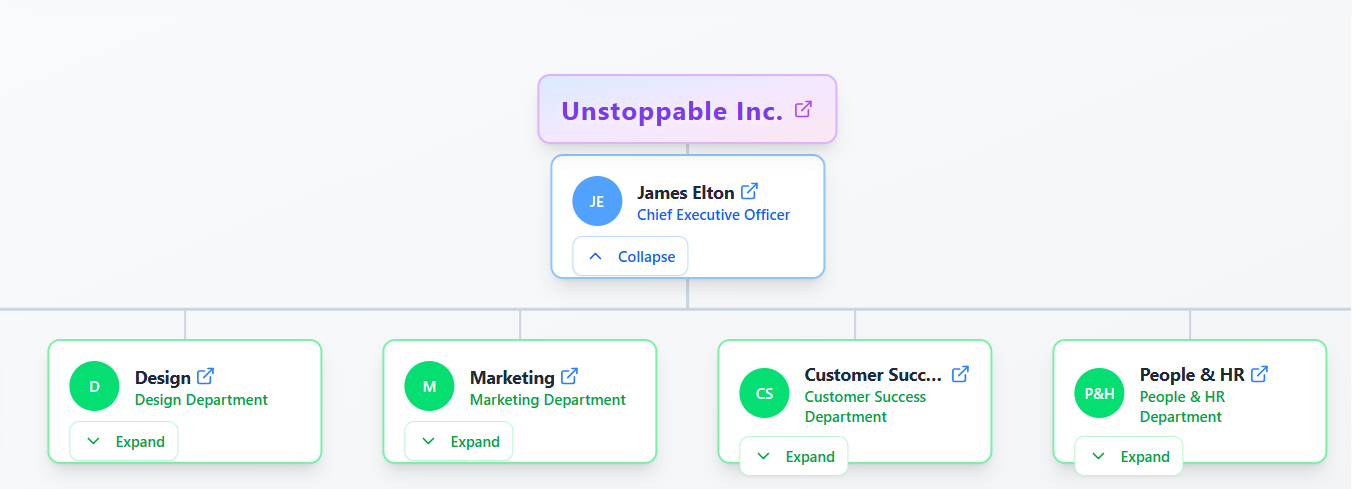 Unstoppable Inc.
JE
James Elton
Chief Executive Officer
Collapse
D
Design
Design Department
Expand
M
Marketing
Marketing Department
Expand
CS
Customer Succ...
Customer Success
Department
Expand
P&H
People & HR
People & HR
Department
Expand